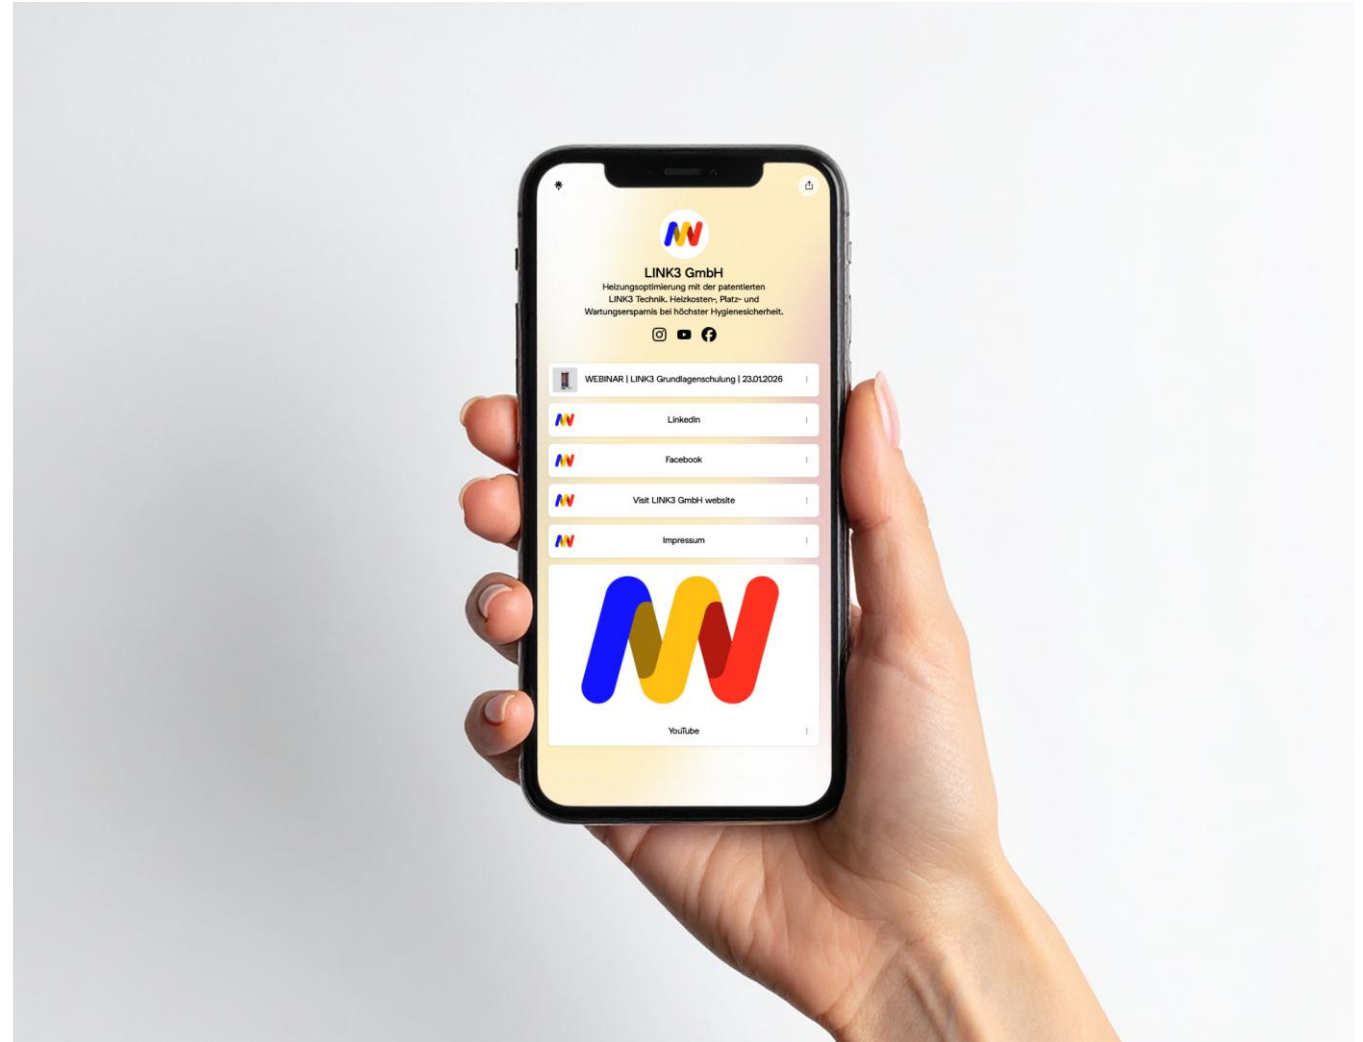 LINK3 GmbH
Heizungsoptimierung mit der patentierten
LINK3 Technik. Heizkosten-, Platz- und
Wartungsersparnis bei höchster Hygienesicherheit.
WEBINAR | LINK3 Grundlagenschulung | 23.01.2026
LinkedIn
Facebook
Visit LINK3 GmbH website
Impressum
YouTube